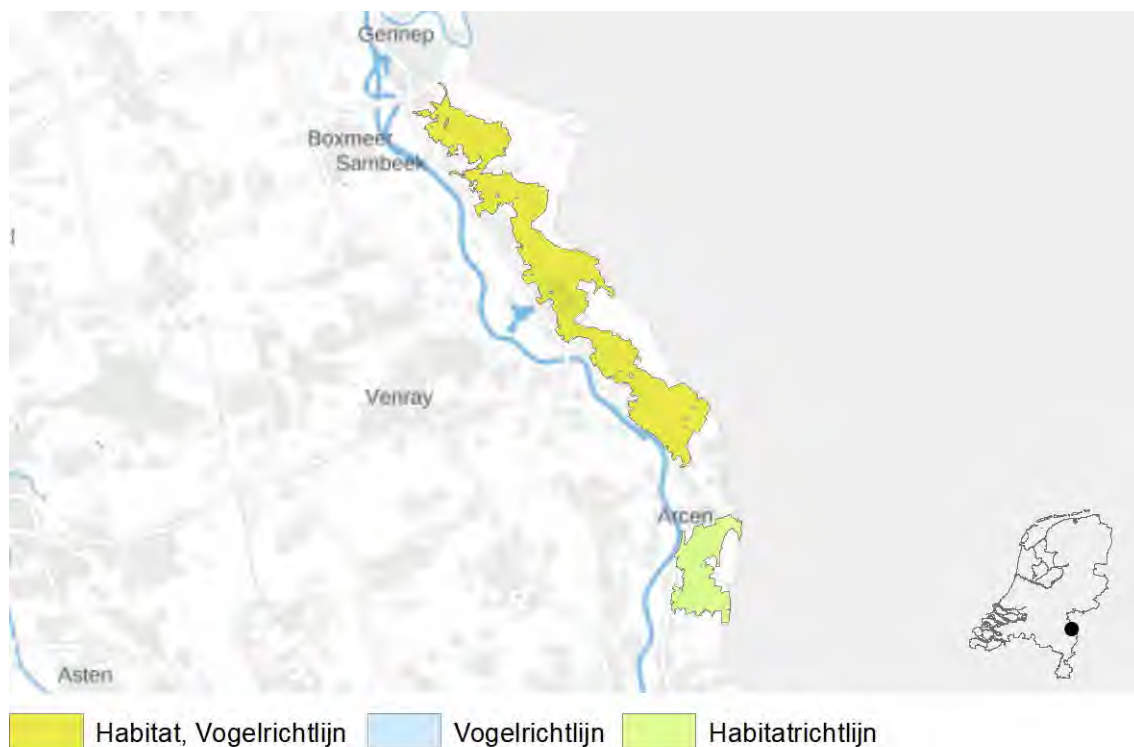 Gennep
Boxmeer
Sambeek
Venray
Arcen
Asten
Habitat, Vogelrichtlijn
Vogelrichtlijn
Habitatrichtlijn